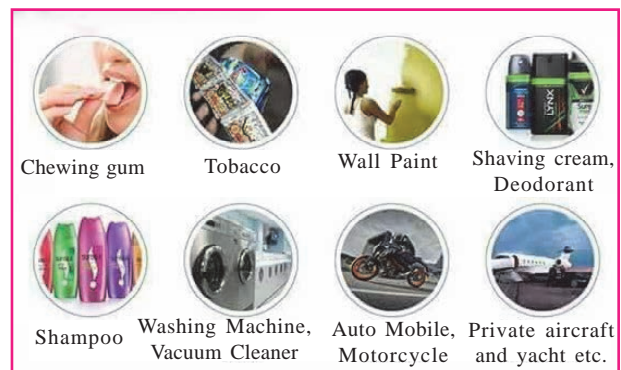 Chewing gum
Tobacco
Wall Paint
Shaving cream,
Deodorant
LYNX
Shampoo
Washing Machine,
Vacuum Cleaner
Auto Mobile,
Motorcycle
Private aircraft
and yacht etc.